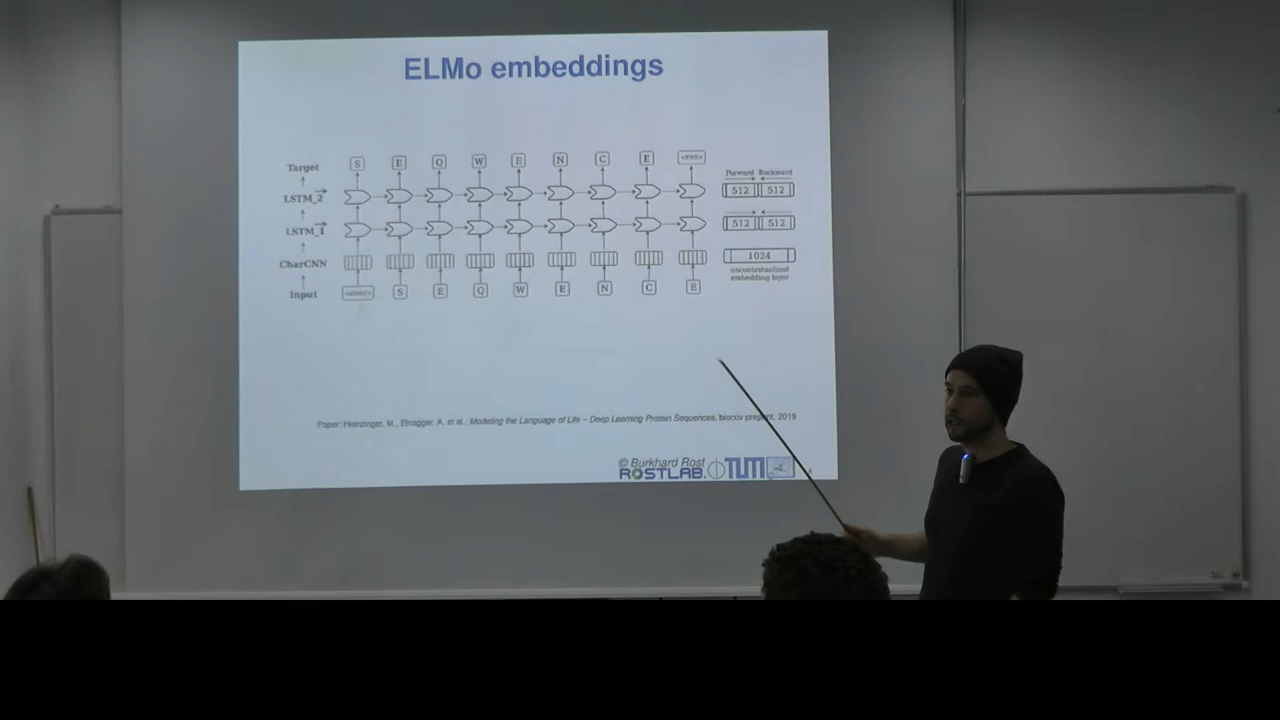 ELMo embeddings
Target S E Q W E N C E <END>
Forward Backward
LSTM_2 512 512
LSTM_1 512 512
CharCNN 1024
uncontextualized
embedding layer
Input <START> S E Q W E N C E
Paper: Heinzinger, M., Elnaggar, A. et al., Modeling the Language of Life – Deep Learning Protein Sequences, biorxiv preprint, 2019
© Burkhard Rost
ROSTLAB. TUM